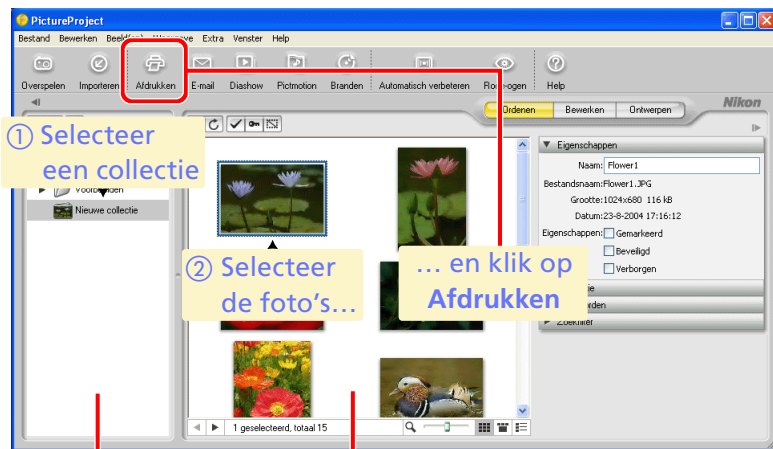 PictureProject
Bestand Bewerken Extra Venster Help
Overspelen Importeren Afdrukken E-mail Diashow Pictmotion Branden Automatisch verbeteren Help
Nikon
Ordenen Bewerken Ontwerpen
① Selecteer
een collectie
Nieuwe collectie
② Selecteer
de foto's...
... en klik op
Afdrukken
Eigenschappen
Naam: Flower1
Bestandsnaam:Flower1.JPG
Grootte:1024x680 116 kB
Datum:23-8-2004 17:16:12
Eigenschappen: Gemarkeerd
Beveiligd
Verborgen
Zoekfilter
1 geselecteerd, totaal 15